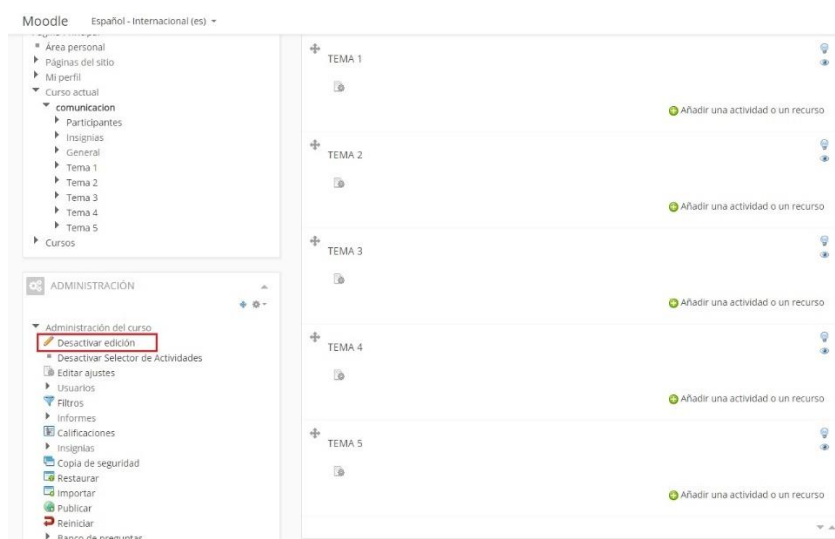 Moodle Español - Internacional (es)
Área personal
Páginas del sitio
Mi perfil
Curso actual
comunicacion
Participantes
Insignias
General
Tema 1
Tema 2
Tema 3
Tema 4
Tema 5
Cursos
ADMINISTRACIÓN
Administración del curso
Desactivar edición
Desactivar Selector de Actividades
Editar ajustes
Usuarios
Filtros
Informes
Calificaciones
Insignias
Copia de seguridad
Restaurar
Importar
Publicar
Reiniciar
Banco de preguntas
TEMA 1
Añadir una actividad o un recurso
TEMA 2
Añadir una actividad o un recurso
TEMA 3
Añadir una actividad o un recurso
TEMA 4
Añadir una actividad o un recurso
TEMA 5
Añadir una actividad o un recurso